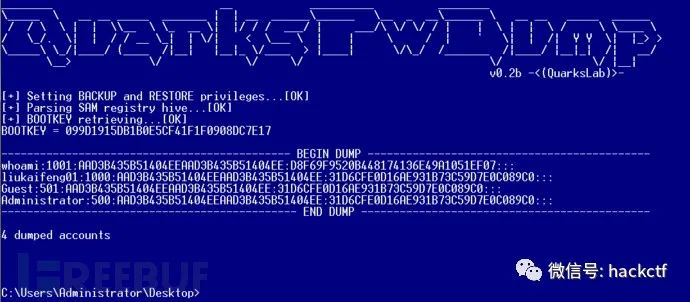 QuarksPwDump
v0.2b -<(QuarksLab)>-
[+] Setting BACKUP and RESTORE privileges...[OK]
[+] Parsing SAM registry hive...[OK]
[+] BOOTKEY retrieving...[OK]
BOOTKEY = 099D1915DB1B0E5CF41F1F0908DC7E17
---------------------------------------- BEGIN DUMP ----------------------------------------
whoami:1001:AAD3B435B51404EEAAD3B435B51404EE:D8F69F9520B448174136E49A1051EF07:::
liukaifeng01:1000:AAD3B435B51404EEAAD3B435B51404EE:31D6CFE0D16AE931B73C59D7E0C089C0:::
Guest:501:AAD3B435B51404EEAAD3B435B51404EE:31D6CFE0D16AE931B73C59D7E0C089C0:::
Administrator:500:AAD3B435B51404EEAAD3B435B51404EE:31D6CFE0D16AE931B73C59D7E0C089C0:::
----------------------------------------- END DUMP -----------------------------------------
4 dumped accounts
FREEBUF
微信号: hackctf
C:\Users\Administrator\Desktop>